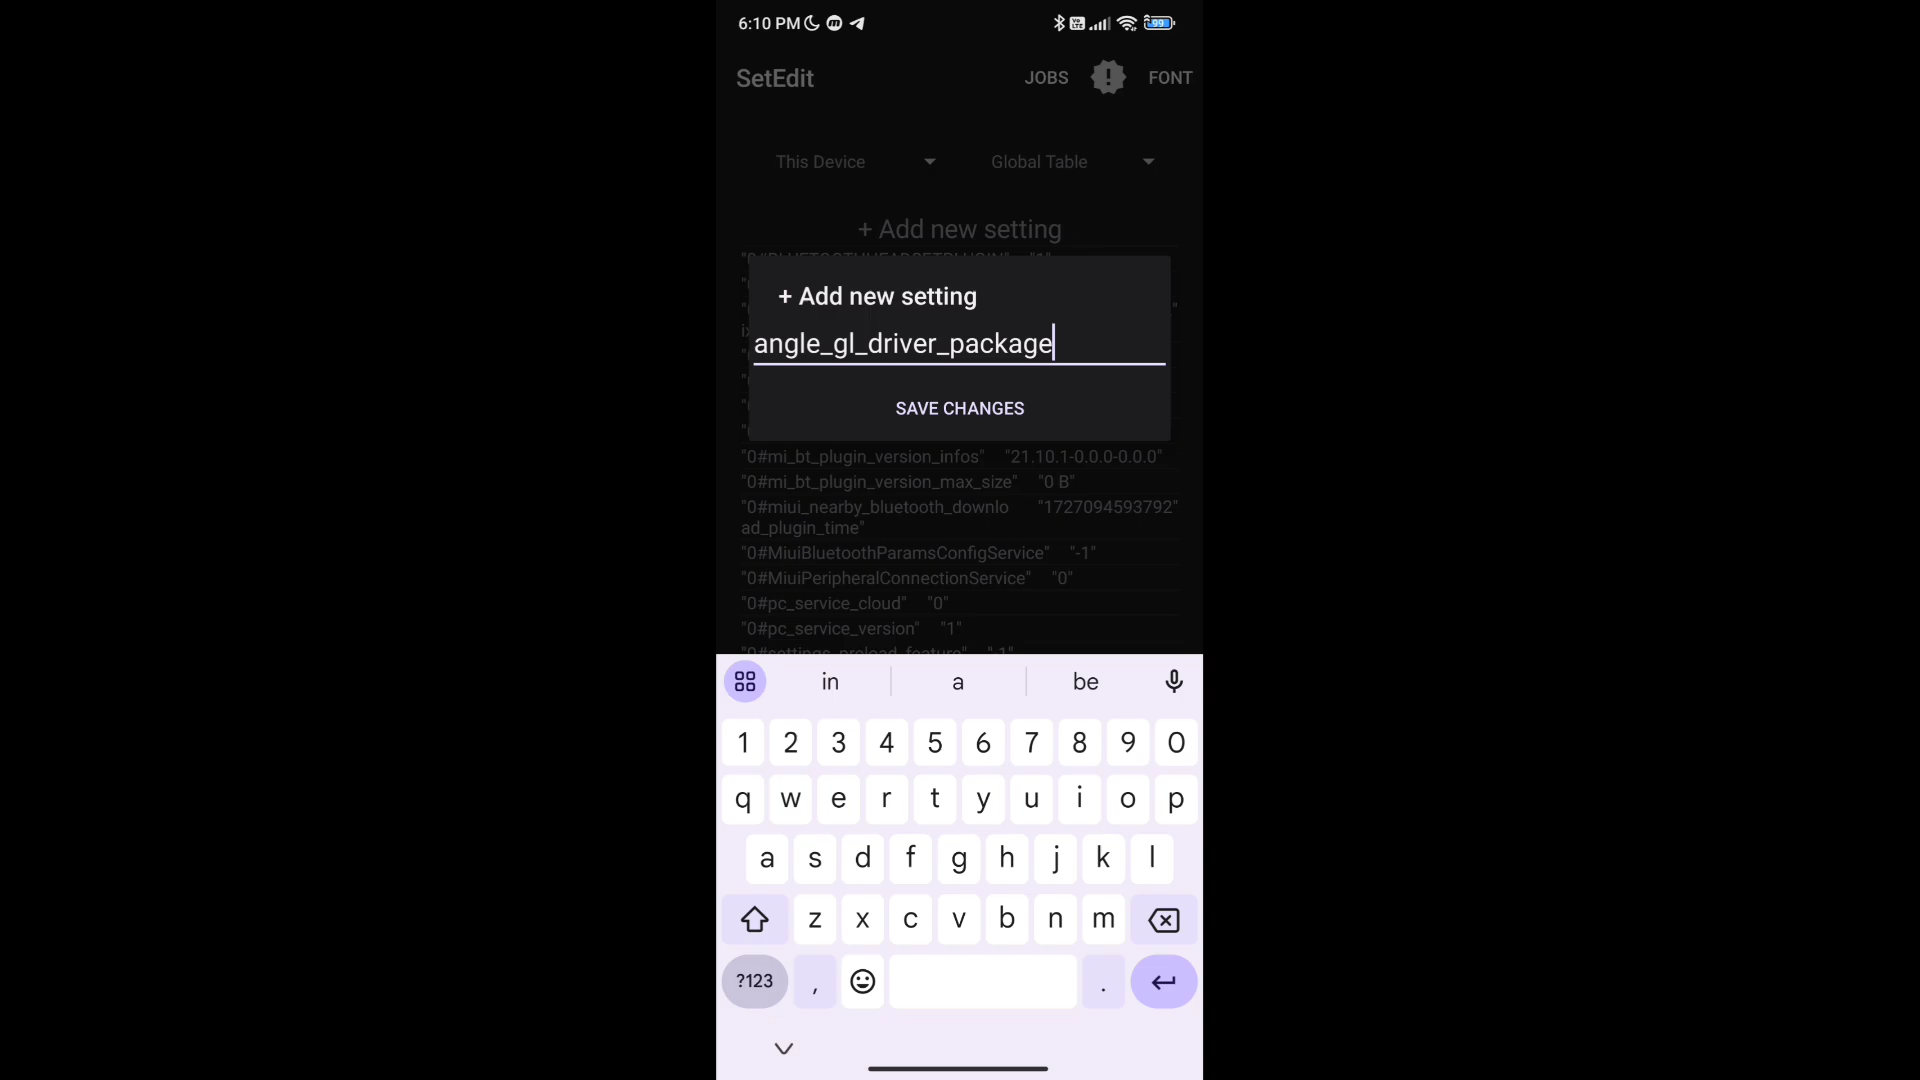 6:10 PM
99
SetEdit JOBS FONT
This Device Global Table
+ Add new setting
+ Add new setting
angle_gl_driver_package
SAVE CHANGES
"0#mi_bt_plugin_version_infos" "21.10.1-0.0.0-0.0.0"
"0#mi_bt_plugin_version_max_size" "0 B"
"0#miui_nearby_bluetooth_downlo "1727094593792"
ad_plugin_time"
"0#MiuiBluetoothParamsConfigService" "-1"
"0#MiuiPeripheralConnectionService" "0"
"0#pc_service_cloud" "0"
"0#pc_service_version" "1"
in a be
1 2 3 4 5 6 7 8 9 0
q w e r t y u i o p
a s d f g h j k l
z x c v b n m
?123 , .